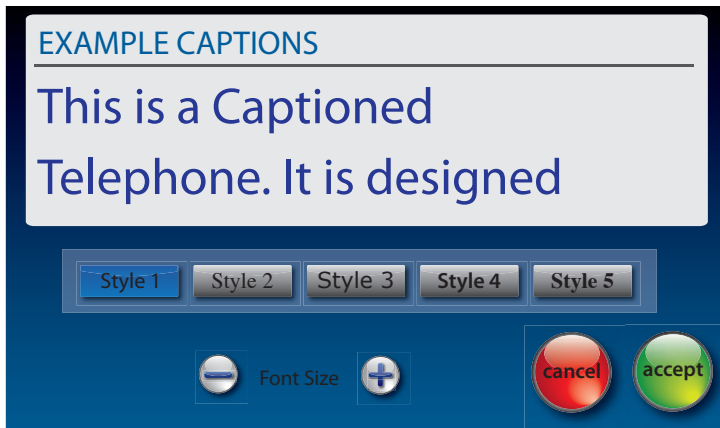 EXAMPLE CAPTIONS
This is a Captioned
Telephone. It is designed
Style 1 Style 2 Style 3 Style 4 Style 5
Font Size cancel accept